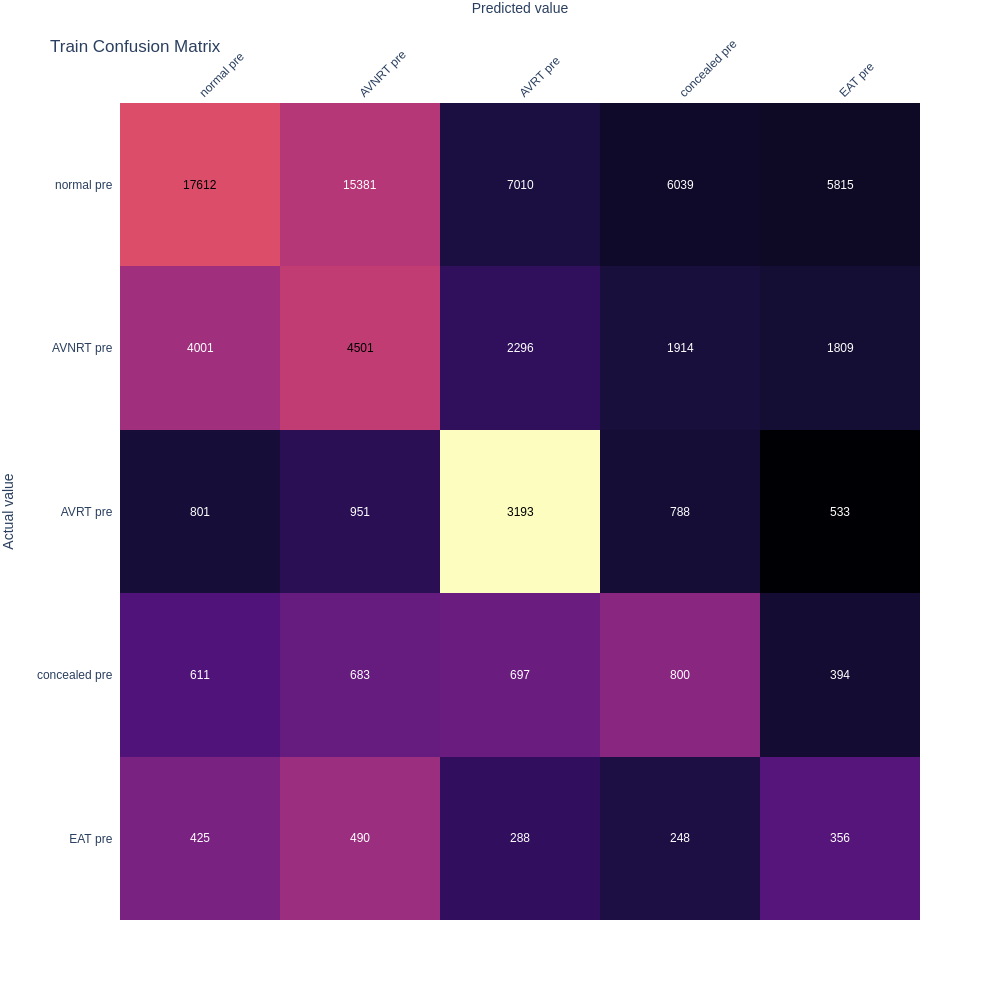 Predicted value
Train Confusion Matrix
normal pre AVNRT pre AVRT pre concealed pre EAT pre
normal pre 17612 15381 7010 6039 5815
AVNRT pre 4001 4501 2296 1914 1809
AVRT pre 801 951 3193 788 533
Actual value
concealed pre 611 683 697 800 394
EAT pre 425 490 288 248 356